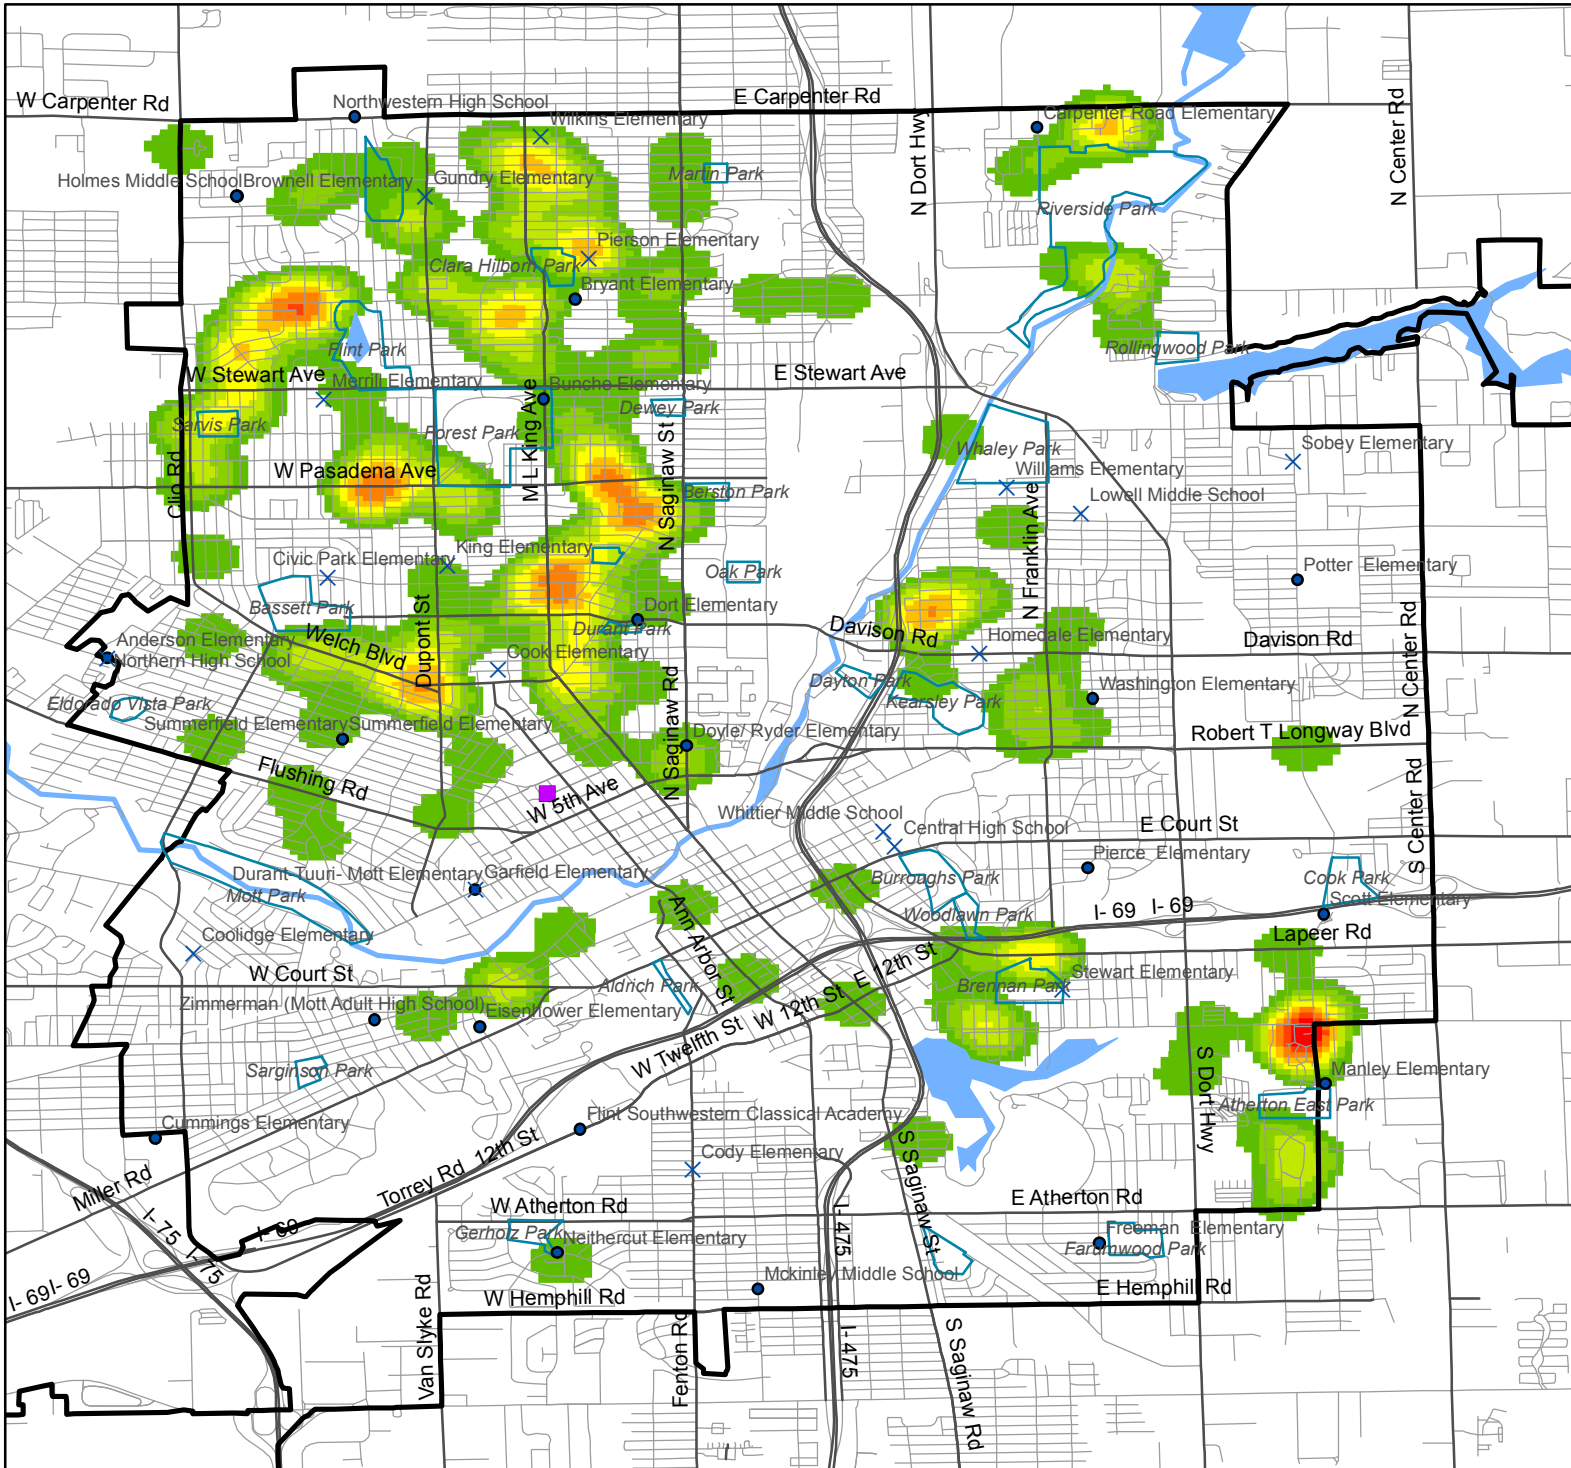 W Carpenter Rd
Northwestern High School
E Carpenter Rd
Carpenter Road Elementary
N Center Rd
Wilkins Elementary
N Dort Hwy
Holmes Middle School
Brownell Elementary
Gundry Elementary
Martin Park
Riverside Park
Pierson Elementary
Clara Hilborn Park
Bryant Elementary
Flint Park
Rollingwood Park
W Stewart Ave
Merrill Elementary
Bunche Elementary
E Stewart Ave
Dewey Park
Sarvis Park
Forest Park
M L King Ave
N Saginaw St
Whaley Park
Sobey Elementary
W Pasadena Ave
Williams Elementary
Clio Rd
Berston Park
Lowell Middle School
N Franklin Ave
King Elementary
Civic Park Elementary
Oak Park
Potter  Elementary
Bassett Park
Dupont St
Dort Elementary
Durant Park
Davison Rd
Homedale Elementary
Davison Rd
N Center Rd
Anderson Elementary
Northern High School
Welch Blvd
Cook Elementary
Dayton Park
Kearsley Park
Washington Elementary
Eldorado Vista Park
Summerfield Elementary
Summerfield Elementary
N Saginaw Rd
Doyle/ Ryder Elementary
Robert T Longway Blvd
Flushing Rd
W 5th Ave
Whittier Middle School
Central High School
E Court St
S Center Rd
Pierce  Elementary
Durant-Tuuri- Mott Elementary
Garfield Elementary
Mott Park
Burroughs Park
Cook Park
Scott Elementary
Woodlawn Park
I- 69
I- 69
Ann Arbor St
Coolidge Elementary
Lapeer Rd
E 12th St
W Court St
Aldrich Park
Brennan Park
Stewart Elementary
Zimmerman (Mott Adult High School)
Eisenhower Elementary
W 12th St
W Twelfth St
Sarginson Park
S Dort Hwy
Manley Elementary
Atherton East Park
Cummings Elementary
Flint Southwestern Classical Academy
12th St
Cody Elementary
S Saginaw St
Miller Rd
Torrey Rd
W Atherton Rd
E Atherton Rd
I- 75
I- 69
Gerholz Park
Neithercut Elementary
I- 475
Freeman  Elementary
Farumwood Park
I- 75
I- 69
I- 69
Mckinley Middle School
W Hemphill Rd
E Hemphill Rd
Van Slyke Rd
Fenton Rd
I- 475
S Saginaw Rd